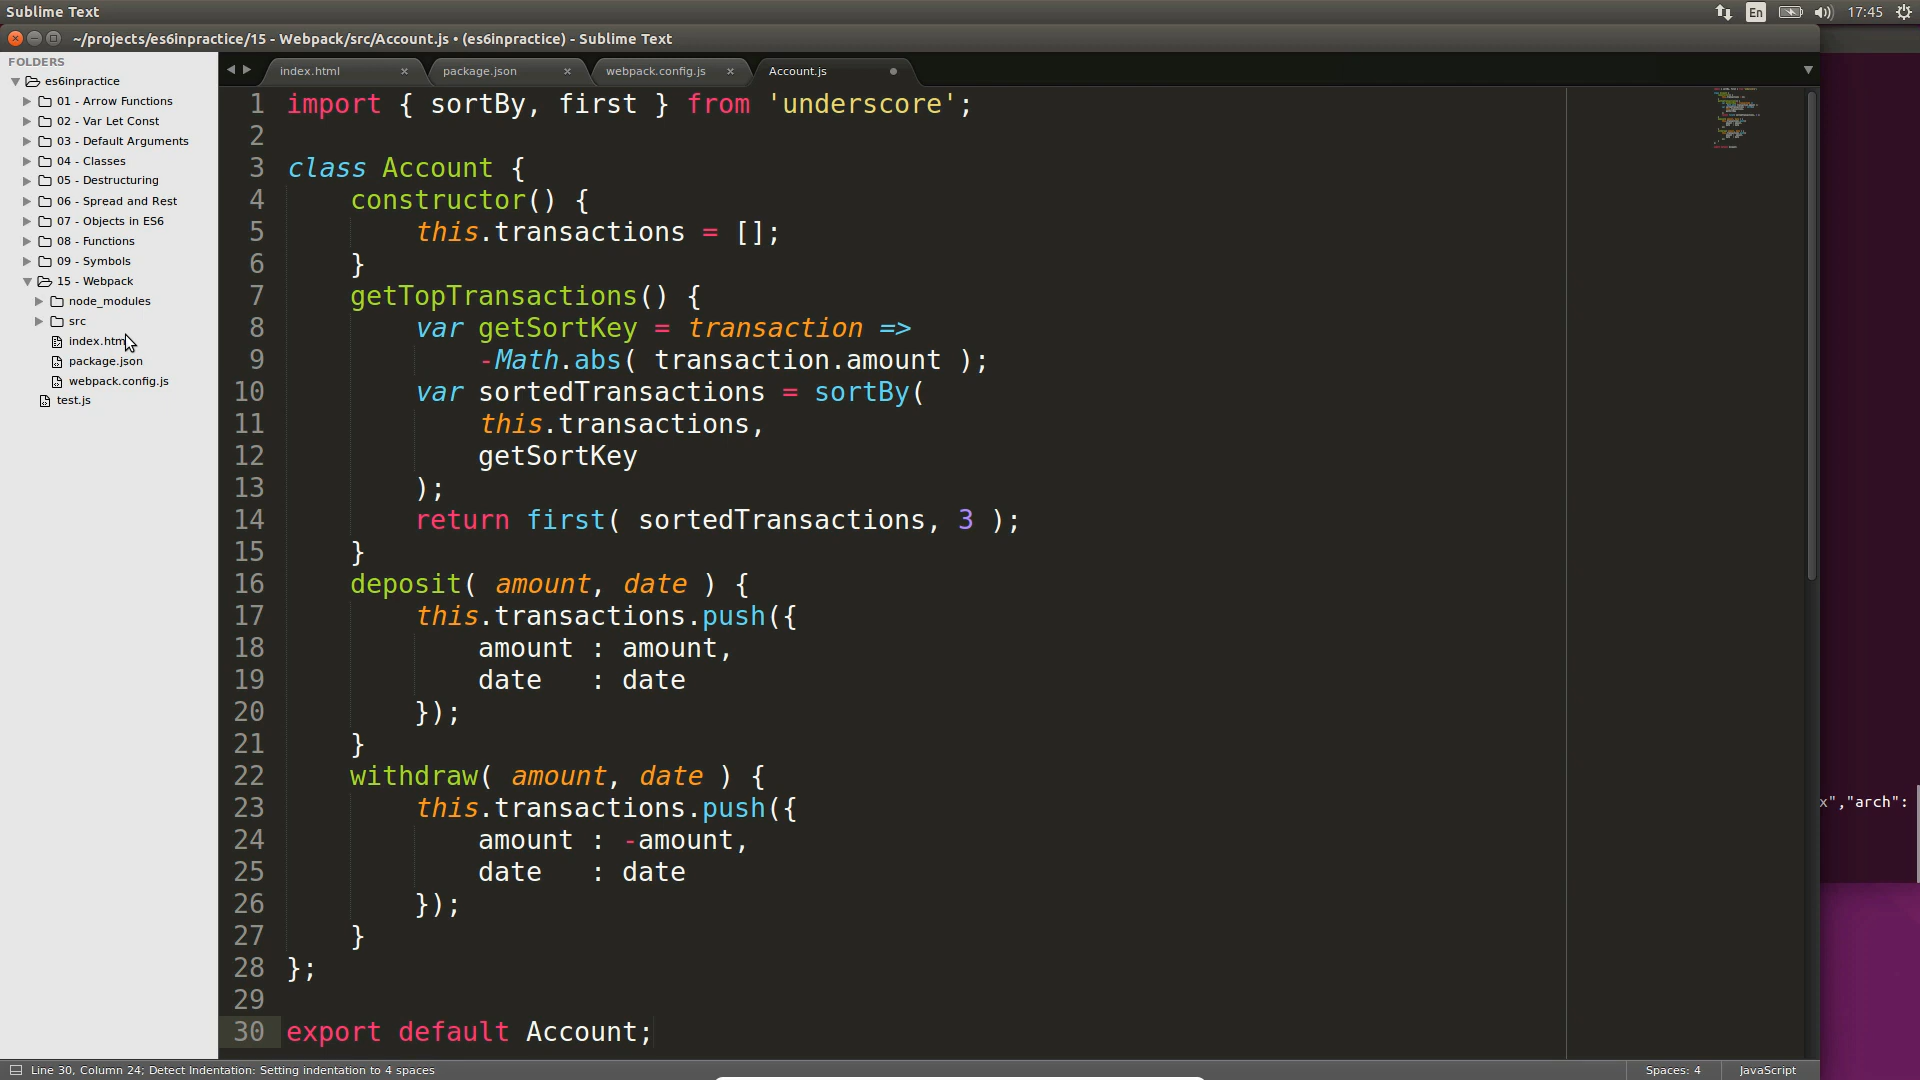 Sublime Text
En
17:45
~/projects/es6inpractice/15 - Webpack/src/Account.js • (es6inpractice) - Sublime Text
FOLDERS
es6inpractice
01 - Arrow Functions
02 - Var Let Const
03 - Default Arguments
04 - Classes
05 - Destructuring
06 - Spread and Rest
07 - Objects in ES6
08 - Functions
09 - Symbols
15 - Webpack
node_modules
src
index.htm
package.json
webpack.config.js
test.js
index.html
package.json
webpack.config.js
Account.js
1 import { sortBy, first } from 'underscore';
2
3 class Account {
4     constructor() {
5         this.transactions = [];
6     }
7     getTopTransactions() {
8         var getSortKey = transaction =>
9             -Math.abs( transaction.amount );
10         var sortedTransactions = sortBy(
11             this.transactions,
12             getSortKey
13         );
14         return first( sortedTransactions, 3 );
15     }
16     deposit( amount, date ) {
17         this.transactions.push({
18             amount : amount,
19             date   : date
20         });
21     }
22     withdraw( amount, date ) {
23         this.transactions.push({
24             amount : -amount,
25             date   : date
26         });
27     }
28 };
29
30 export default Account;
x","arch":
Line 30, Column 24; Detect Indentation: Setting indentation to 4 spaces
Spaces: 4
JavaScript